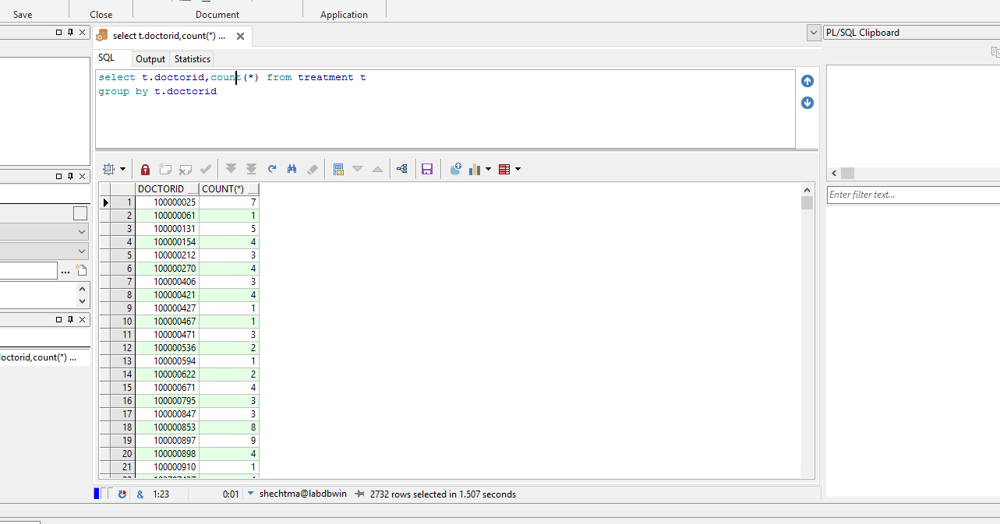 Save
Close
Document
Application
select t.doctorid,count(*) ...
PL/SQL Clipboard
SQL
Output
Statistics
select t.doctorid,count(*) from treatment t
group by t.doctorid
Enter filter text...
DOCTORID COUNT(*)
1 100000025 7
2 100000061 1
3 100000131 5
4 100000154 4
5 100000212 3
6 100000270 4
7 100000406 3
8 100000421 4
9 100000427 1
10 100000467 1
11 100000471 3
12 100000536 2
13 100000594 1
14 100000622 2
15 100000671 4
16 100000795 3
17 100000847 3
18 100000853 8
19 100000897 9
20 100000898 4
21 100000910 1
...
octorid,count(*) ...
& 1:23 0:01 shechtma@labdbwin 2732 rows selected in 1.507 seconds